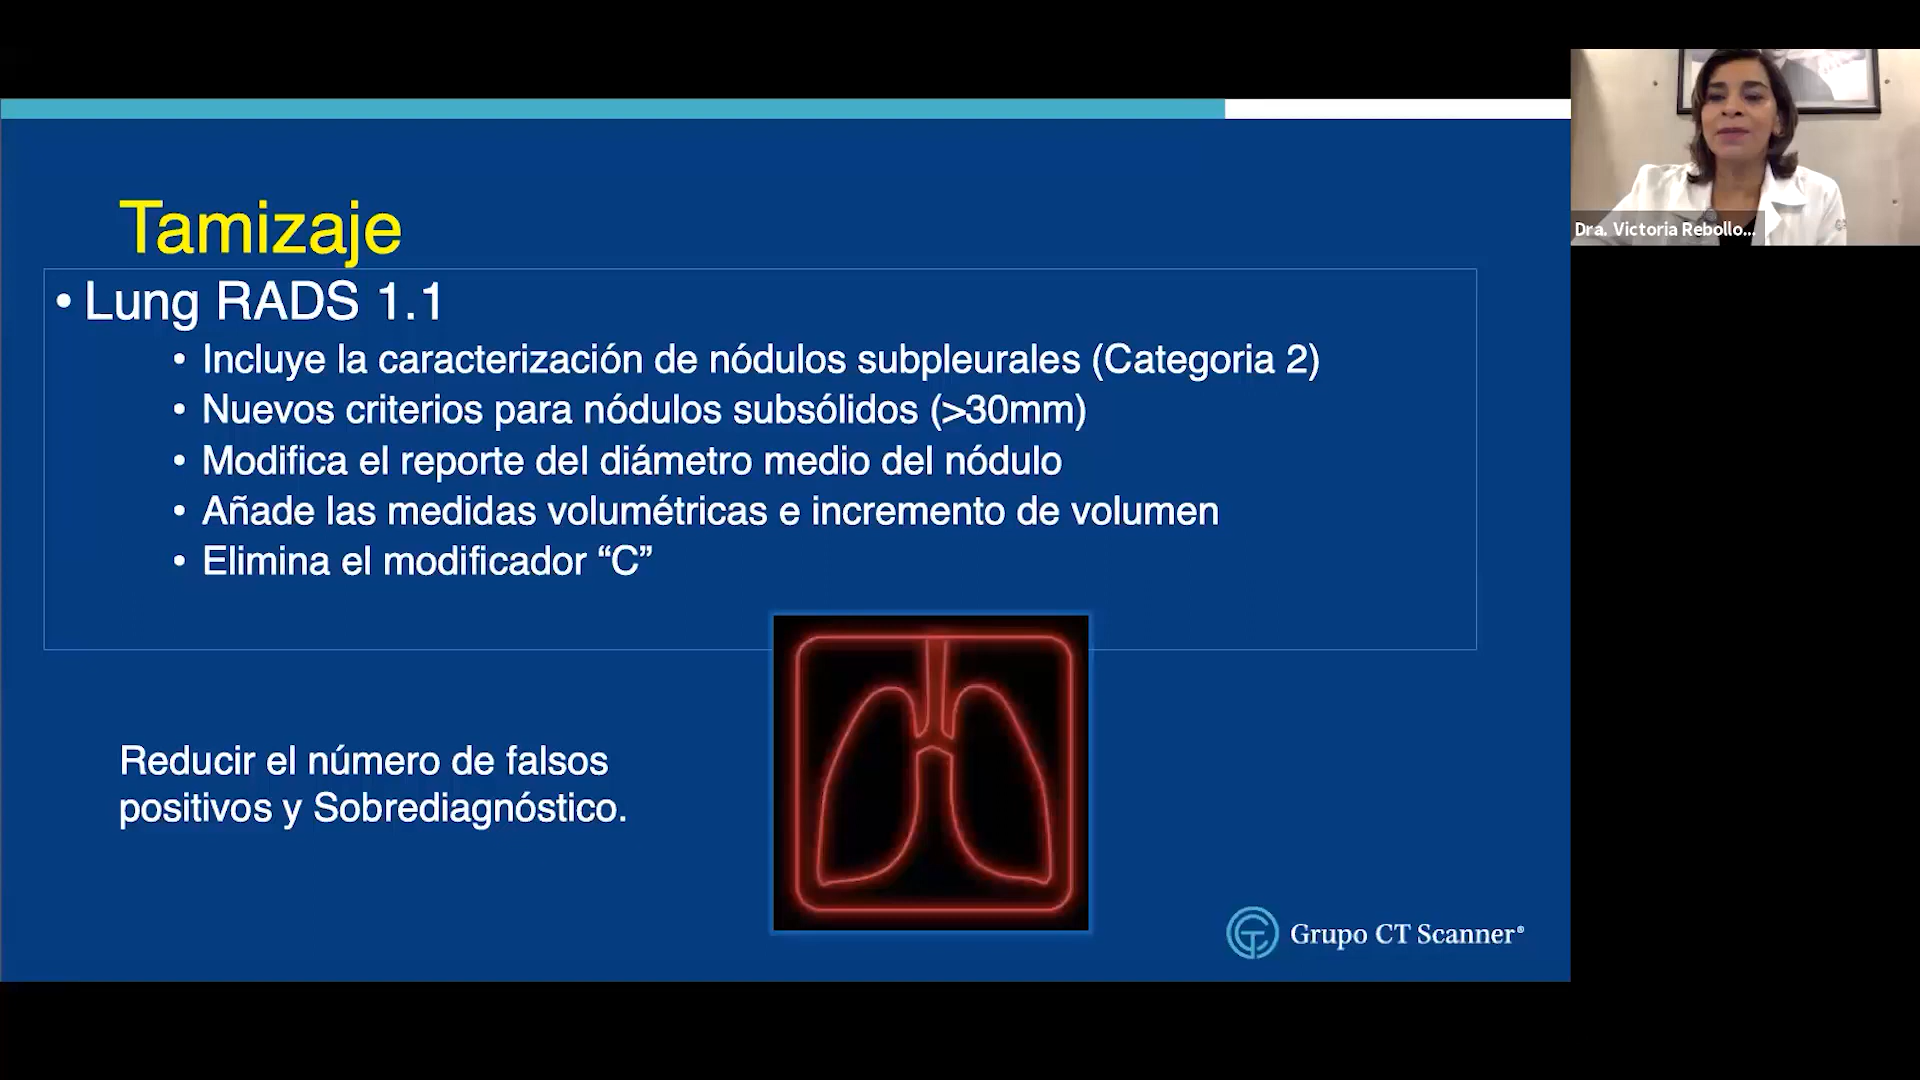 Tamizaje
• Lung RADS 1.1
• Incluye la caracterización de nódulos subpleurales (Categoria 2)
• Nuevos criterios para nódulos subsólidos (>30mm)
• Modifica el reporte del diámetro medio del nódulo
• Añade las medidas volumétricas e incremento de volumen
• Elimina el modificador “C”
Reducir el número de falsos
positivos y Sobrediagnóstico.
Grupo CT Scanner®
Dra. Victoria Rebollo...